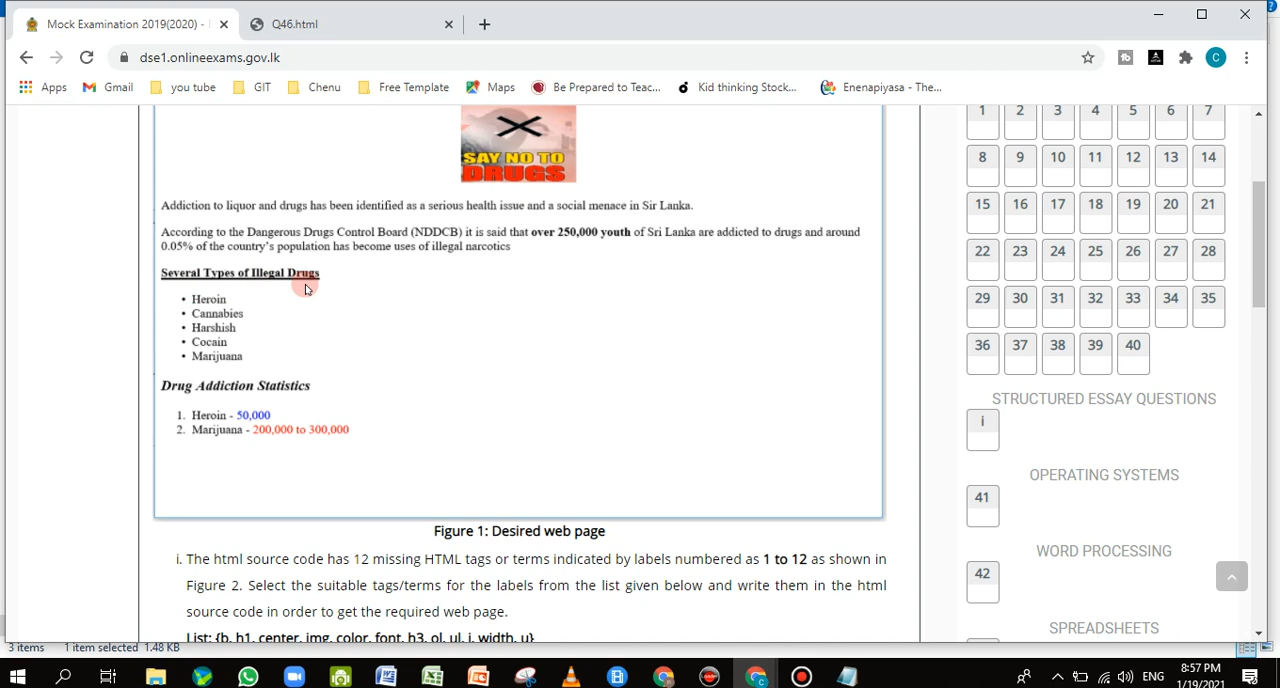 Mock Examination 2019(2020) -
Q46.html
dse1.onlineexams.gov.lk
Apps
Gmail
you tube
GIT
Chenu
Free Template
Maps
Be Prepared to Teac...
Kid thinking Stock...
Enenapiyasa - The...
SAY NO TO
DRUGS
Addiction to liquor and drugs has been identified as a serious health issue and a social menace in Sir Lanka.
According to the Dangerous Drugs Control Board (NDDCB) it is said that over 250,000 youth of Sri Lanka are addicted to drugs and around
0.05% of the country's population has become uses of illegal narcotics
Several Types of Illegal Drugs
• Heroin
• Cannabies
• Harshish
• Cocain
• Marijuana
Drug Addiction Statistics
1. Heroin - 50,000
2. Marijuana - 200,000 to 300,000
Figure 1: Desired web page
i. The html source code has 12 missing HTML tags or terms indicated by labels numbered as 1 to 12 as shown in
Figure 2. Select the suitable tags/terms for the labels from the list given below and write them in the html
source code in order to get the required web page.
List: {b, h1, center, img, color, font, h3, ol, ul, i, width, u}
1 2 3 4 5 6 7
8 9 10 11 12 13 14
15 16 17 18 19 20 21
22 23 24 25 26 27 28
29 30 31 32 33 34 35
36 37 38 39 40
STRUCTURED ESSAY QUESTIONS
i
OPERATING SYSTEMS
41
WORD PROCESSING
42
SPREADSHEETS
3 items
1 item selected 1.48 KB
ENG
8:57 PM
1/19/2021